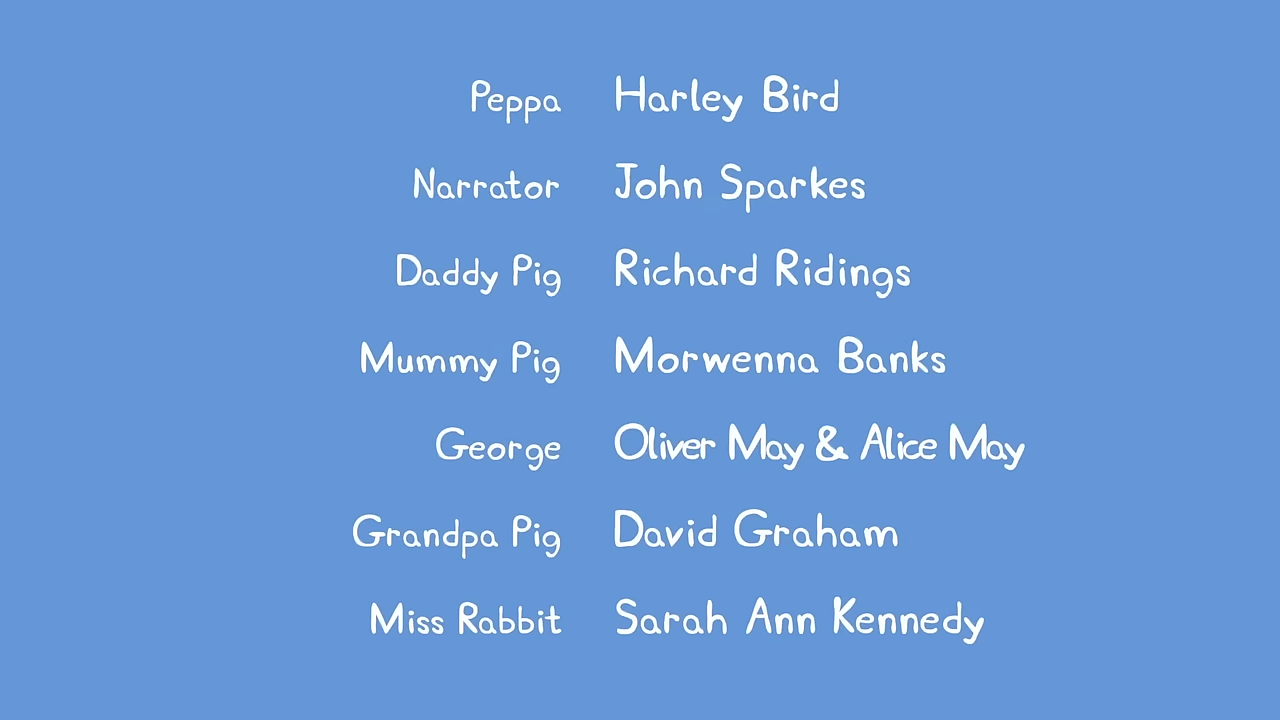 Peppa Harley Bird
Narrator John Sparkes
Daddy Pig Richard Ridings
Mummy Pig Morwenna Banks
George Oliver May & Alice May
Grandpa Pig David Graham
Miss Rabbit Sarah Ann Kennedy